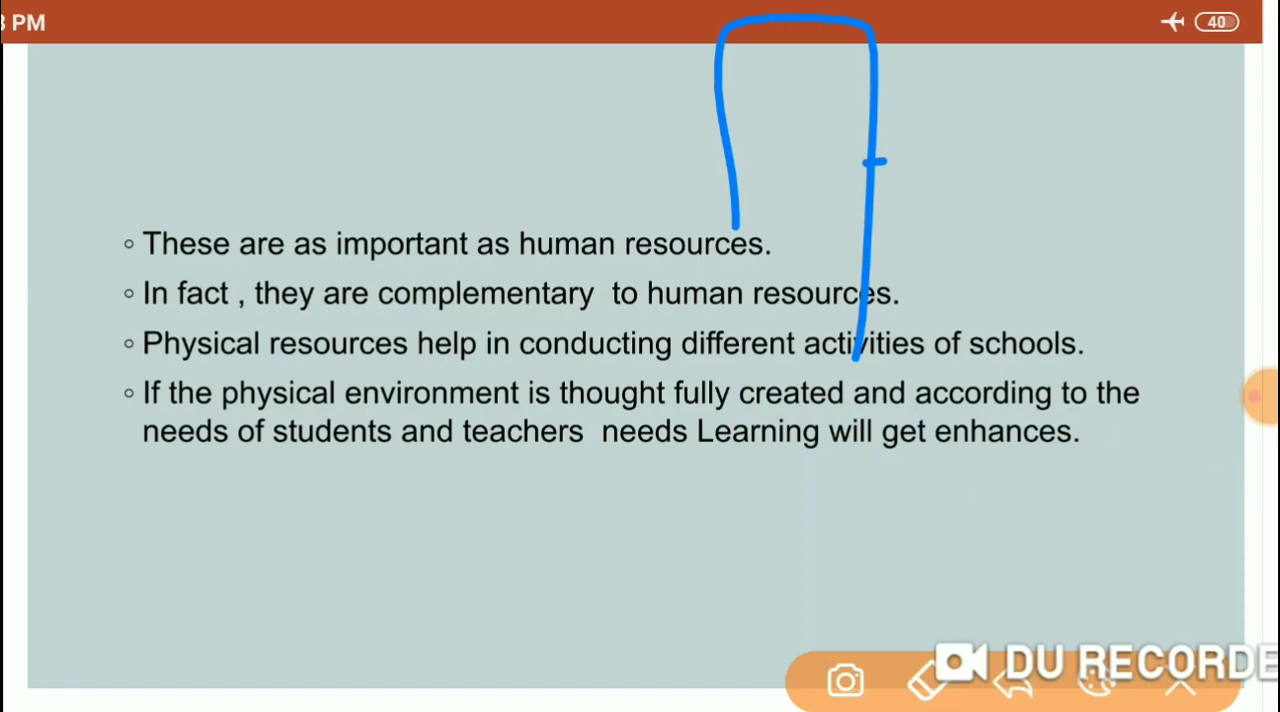 3 PM
40
These are as important as human resources.
In fact , they are complementary to human resources.
Physical resources help in conducting different activities of schools.
If the physical environment is thought fully created and according to the
needs of students and teachers needs Learning will get enhances.
DU RECORDE